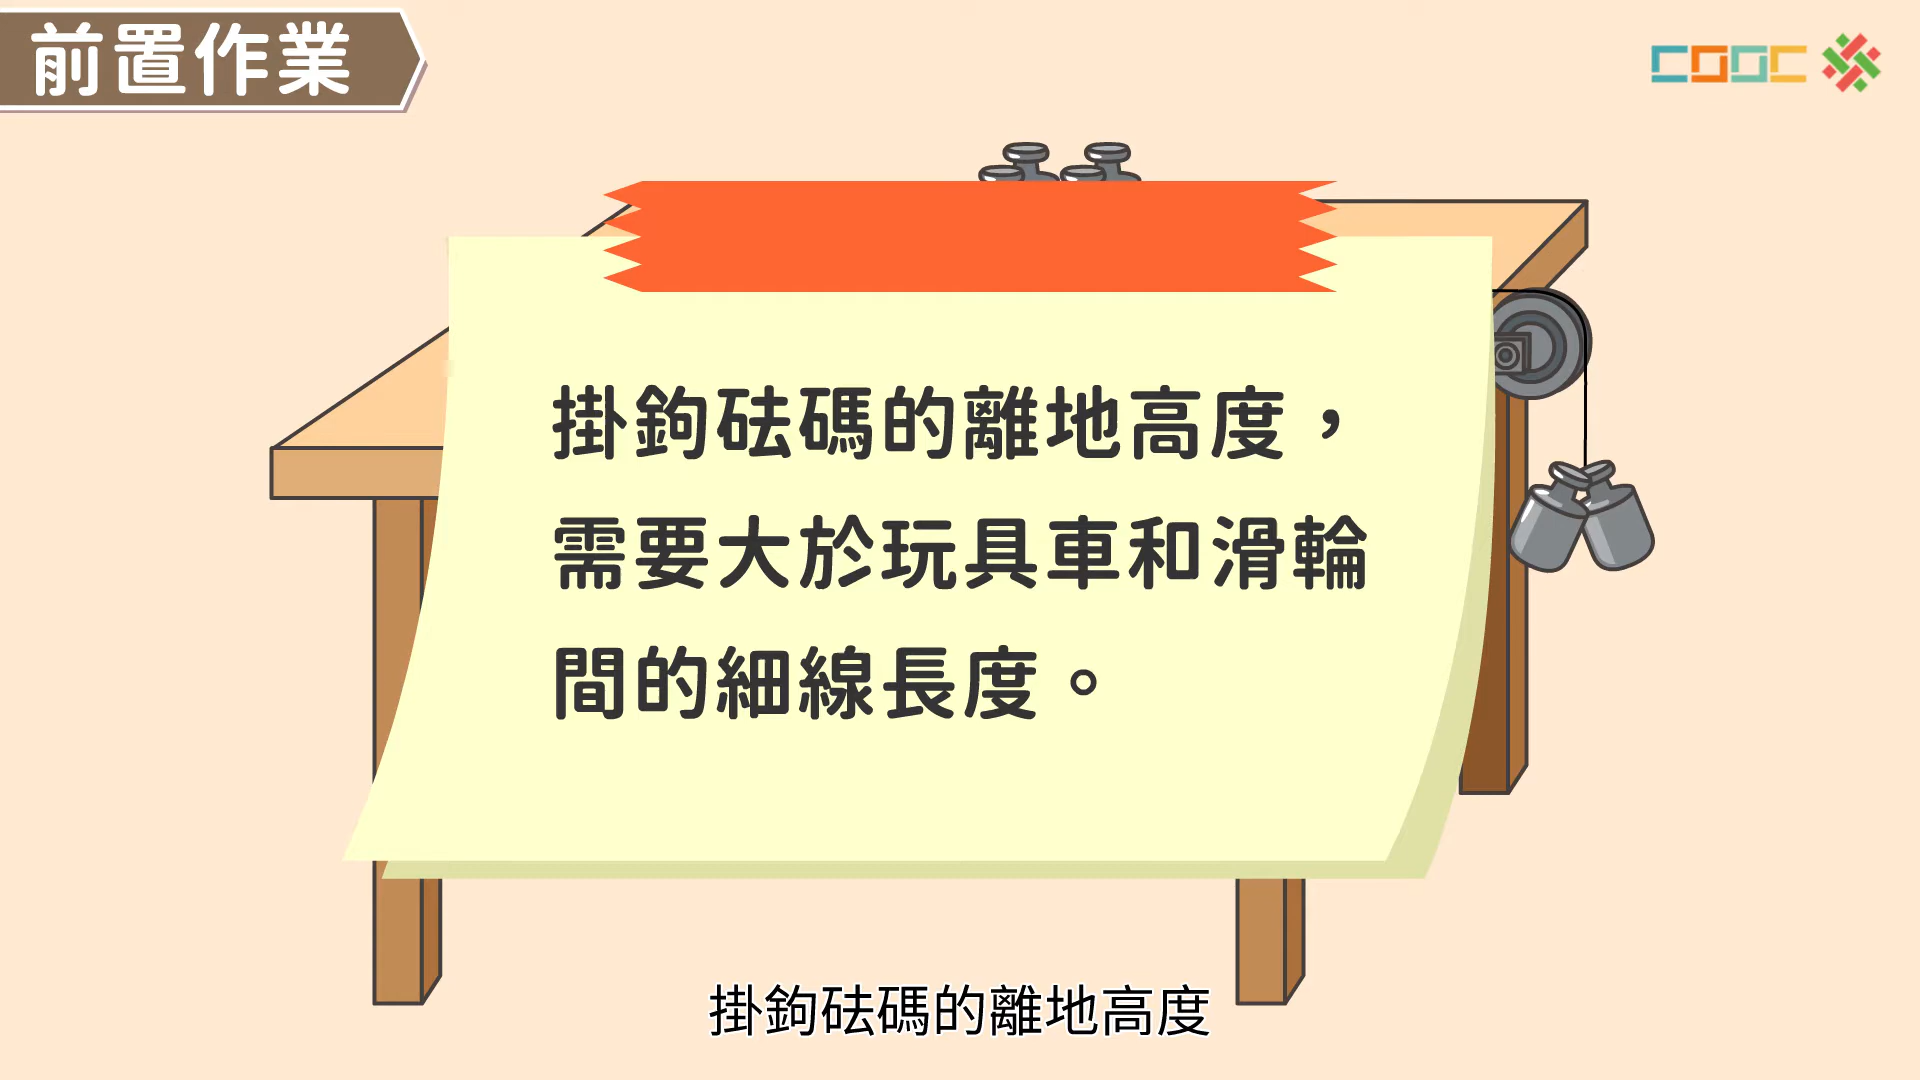 前置作業
COOC
掛鉤砝碼的離地高度，
需要大於玩具車和滑輪
間的細線長度。
掛鉤砝碼的離地高度